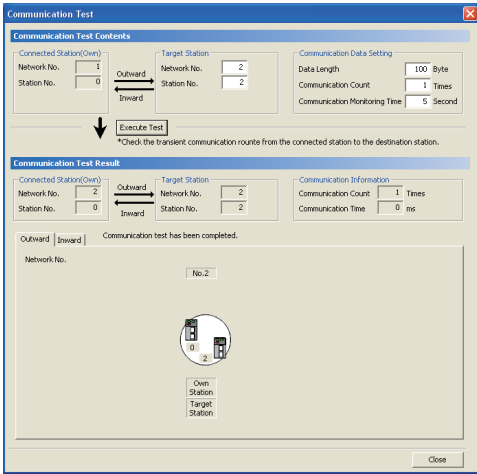 Communication Test
Communication Test Contents
Connected Station(Own)
Network No. 1
Station No. 0
Outward
Inward
Target Station
Network No. 2
Station No. 2
Communication Data Setting
Data Length 100 Byte
Communication Count 1 Times
Communication Monitoring Time 5 Second
Execute Test
*Check the transient communication rounte from the connected station to the destination station.
Communication Test Result
Connected Station(Own)
Network No. 2
Station No. 0
Outward
Inward
Target Station
Network No. 2
Station No. 2
Communication Information
Communication Count 1 Times
Communication Time 0 ms
Outward Inward Communication test has been completed.
Network No.
No.2
0
2
Own
Station
Target
Station
Close